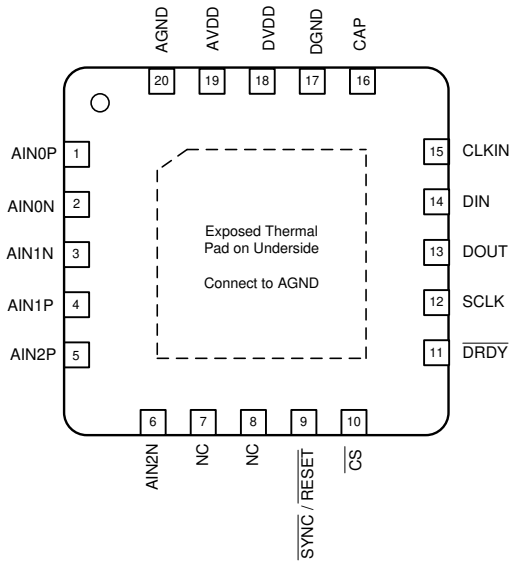 AGND
AVDD
DVDD
DGND
CAP
20
19
18
17
16
AIN0P 1
AIN0N 2
AIN1N 3
AIN1P 4
AIN2P 5
15 CLKIN
14 DIN
13 DOUT
12 SCLK
11 DRDY
Exposed Thermal
Pad on Underside
Connect to AGND
6
7
8
9
10
AIN2N
NC
NC
SYNC / RESET
CS